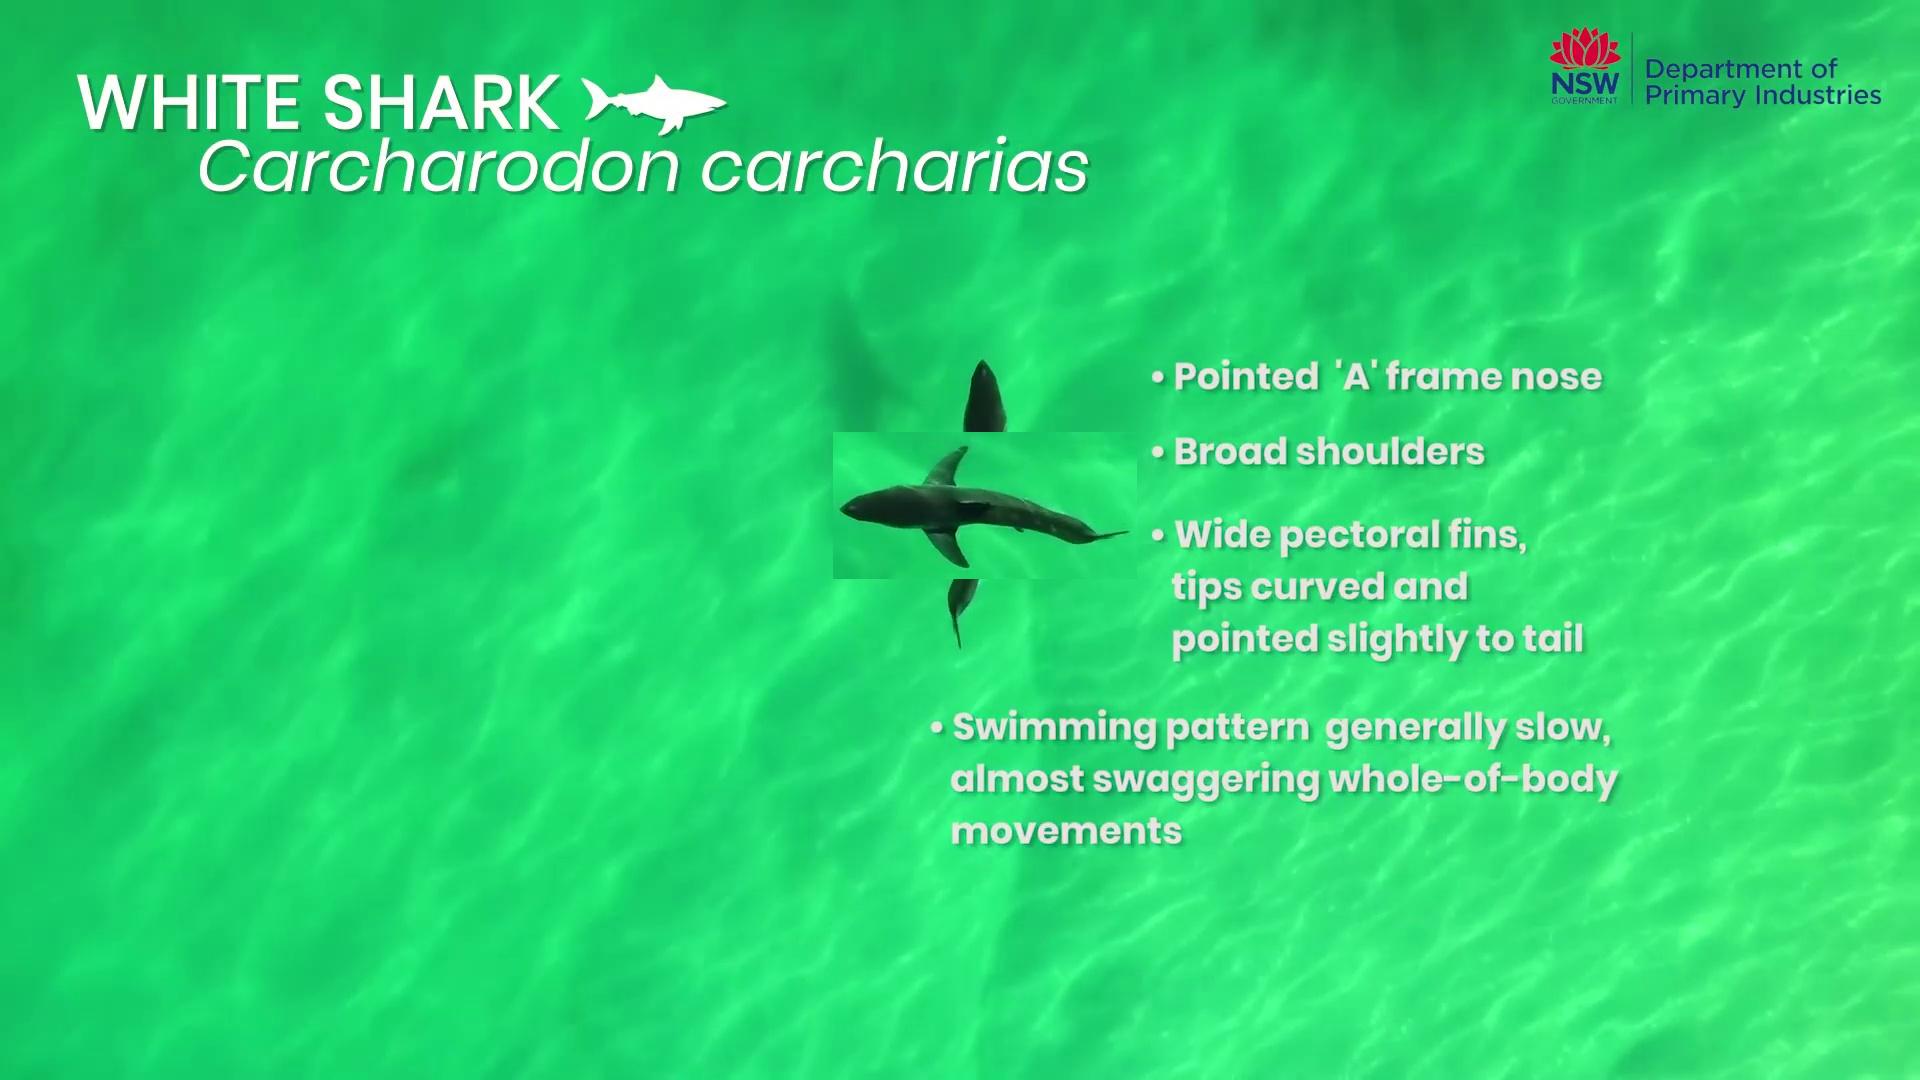 WHITE SHARK
Carcharodon carcharias
NSW
GOVERNMENT
Department of
Primary Industries
• Pointed 'A' frame nose
• Broad shoulders
• Wide pectoral fins,
tips curved and
pointed slightly to tail
• Swimming pattern generally slow,
almost swaggering whole-of-body
movements